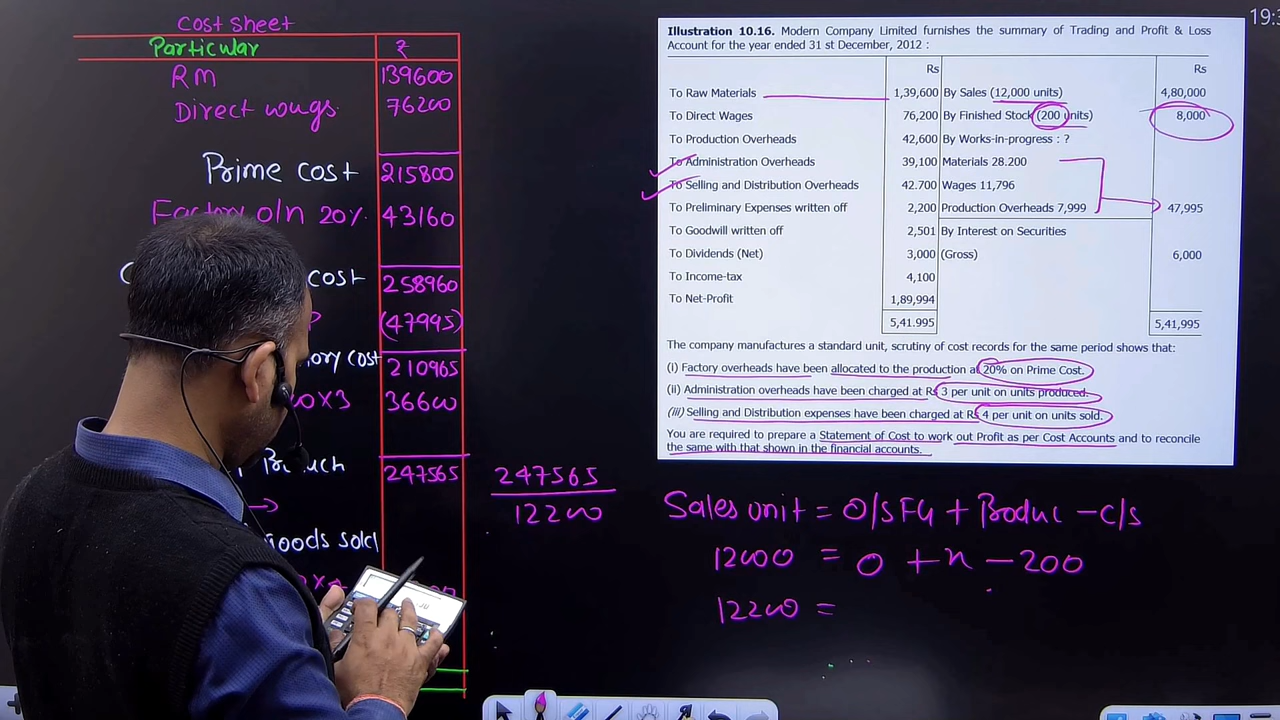 Cost Sheet
Particular ₹
RM 139600
Direct wags. 76200
Prime cost 215800
Factory o/n 20% 43160
cost 258960
(47995)
ory cost 210965
0x3 36600
247565
Goods sold
247565
12200
Sales unit = O/S FG + Produc - C/S
12000 = 0 + n - 200
12200 =
19:3
Illustration 10.16. Modern Company Limited furnishes the summary of Trading and Profit & Loss
Account for the year ended 31 st December, 2012 :
Rs Rs
To Raw Materials 1,39,600 By Sales (12,000 units) 4,80,000
To Direct Wages 76,200 By Finished Stock (200 units) 8,000
To Production Overheads 42,600 By Works-in-progress : ?
To Administration Overheads 39,100 Materials 28.200
To Selling and Distribution Overheads 42.700 Wages 11,796
To Preliminary Expenses written off 2,200 Production Overheads 7,999 47,995
To Goodwill written off 2,501 By Interest on Securities
To Dividends (Net) 3,000 (Gross) 6,000
To Income-tax 4,100
To Net-Profit 1,89,994
5,41.995 5,41,995
The company manufactures a standard unit, scrutiny of cost records for the same period shows that:
(i) Factory overheads have been allocated to the production a 20% on Prime Cost.
(ii) Administration overheads have been charged at Rs 3 per unit on units produced.
(iii) Selling and Distribution expenses have been charged at Rs 4 per unit on units sold.
You are required to prepare a Statement of Cost to work out Profit as per Cost Accounts and to reconcile
the same with that shown in the financial accounts.